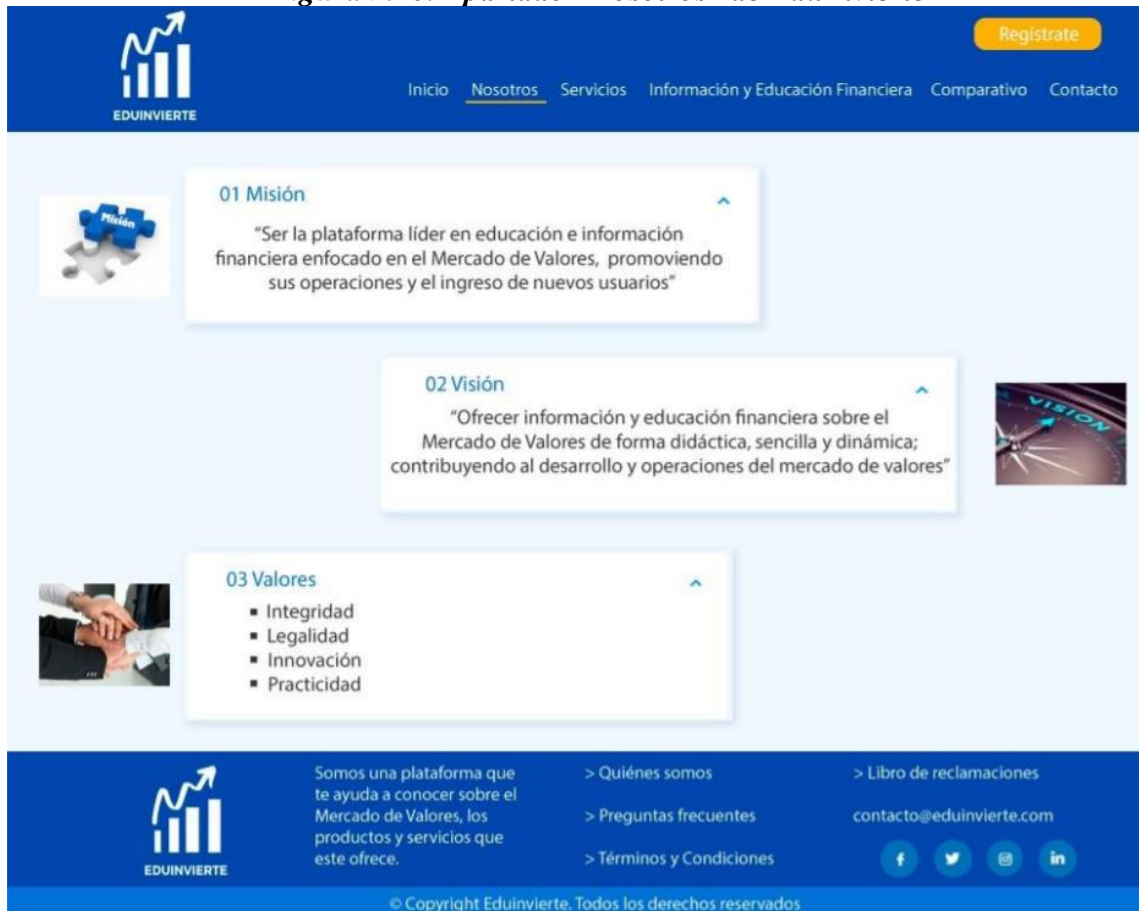 Regístrate
EDUINVIERTE
Inicio Nosotros Servicios Información y Educación Financiera Comparativo Contacto
01 Misión
Misión
“Ser la plataforma líder en educación e información
financiera enfocado en el Mercado de Valores, promoviendo
sus operaciones y el ingreso de nuevos usuarios”
02 Visión
“Ofrecer información y educación financiera sobre el
Mercado de Valores de forma didáctica, sencilla y dinámica;
contribuyendo al desarrollo y operaciones del mercado de valores”
VISION
03 Valores
▪ Integridad
▪ Legalidad
▪ Innovación
▪ Practicidad
EDUINVIERTE
Somos una plataforma que
te ayuda a conocer sobre el
Mercado de Valores, los
productos y servicios que
este ofrece.
> Quiénes somos
> Preguntas frecuentes
> Términos y Condiciones
> Libro de reclamaciones
contacto@eduinvierte.com
© Copyright Eduinvierte. Todos los derechos reservados